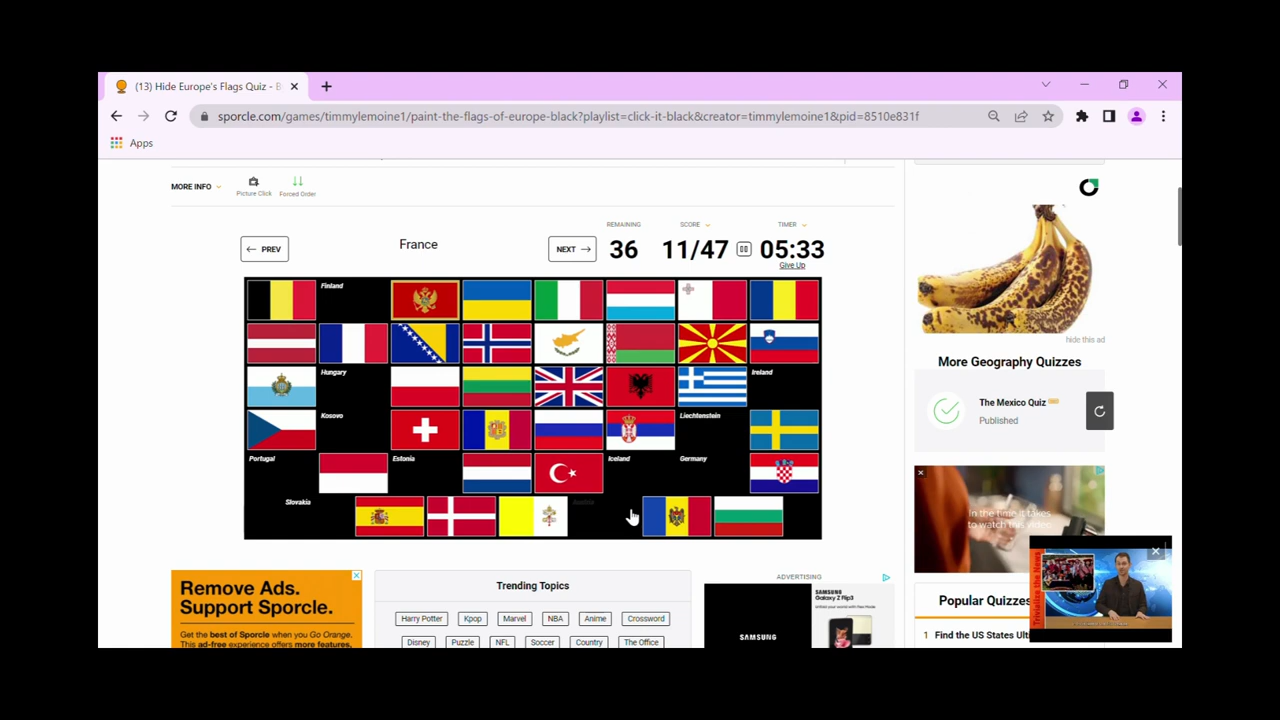 (13) Hide Europe's Flags Quiz - B
sporcle.com/games/timmylemoine1/paint-the-flags-of-europe-black?playlist=click-it-black&creator=timmylemoine1&pid=8510e831f
Apps
MORE INFO
Picture Click
Forced Order
PREV
France
NEXT
REMAINING
36
SCORE
11/47
TIMER
05:33
Give Up
Finland
Hungary
Ireland
Kosovo
Liechtenstein
Portugal
Estonia
Iceland
Germany
Slovakia
Austria
hide this ad
More Geography Quizzes
The Mexico Quiz
Published
In the time it takes
to watch this video
Popular Quizzes
1 Find the US States Ult
Trivialize the News
Remove Ads.
Support Sporcle.
Get the best of Sporcle when you Go Orange.
This ad-free experience offers more features,
Trending Topics
Harry Potter
Kpop
Marvel
NBA
Anime
Crossword
Disney
Puzzle
NFL
Soccer
Country
The Office
ADVERTISING
SAMSUNG
SAMSUNG
Galaxy Z Flip3